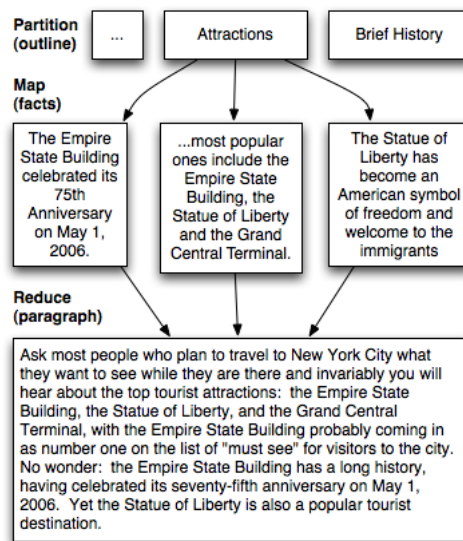 Partition
(outline)
...
Attractions
Brief History
Map
(facts)
The Empire
State Building
celebrated its
75th
Anniversary
on May 1,
2006.
...most popular
ones include the
Empire State
Building, the
Statue of Liberty
and the Grand
Central Terminal.
The Statue of
Liberty has
become an
American symbol
of freedom and
welcome to the
immigrants
Reduce
(paragraph)
Ask most people who plan to travel to New York City what
they want to see while they are there and invariably you will
hear about the top tourist attractions:  the Empire State
Building, the Statue of Liberty, and the Grand Central
Terminal, with the Empire State Building probably coming in
as number one on the list of "must see" for visitors to the city.
No wonder:  the Empire State Building has a long history,
having celebrated its seventy-fifth anniversary on May 1,
2006.  Yet the Statue of Liberty is also a popular tourist
destination.